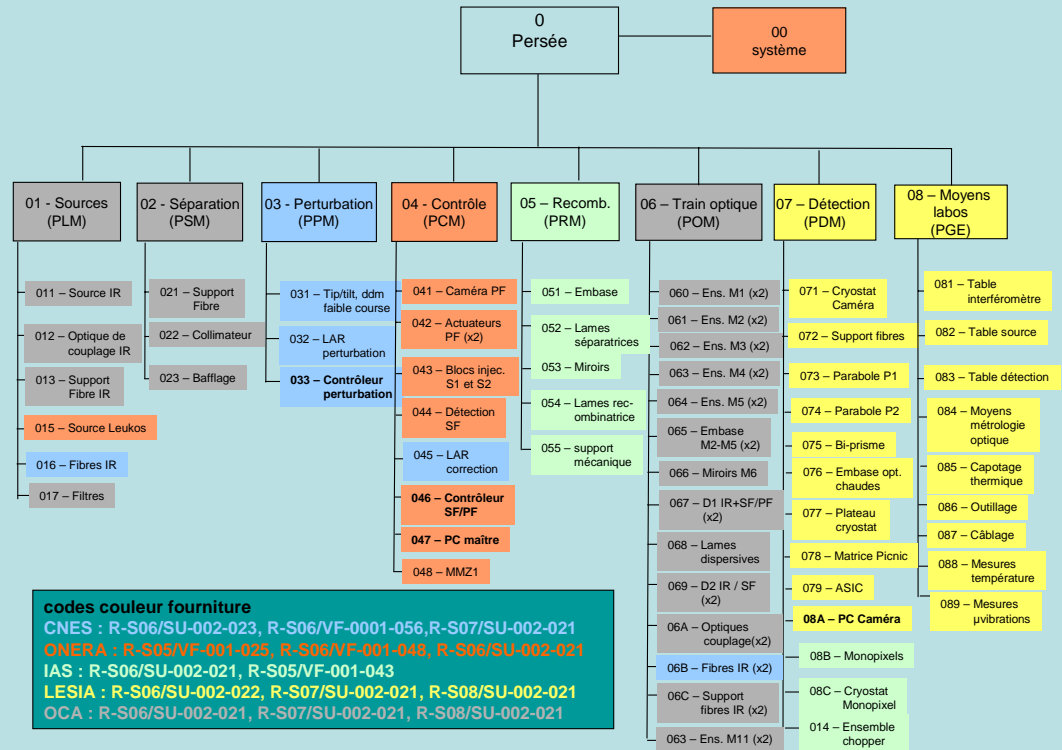 0
Persée
00
système
01 - Sources
(PLM)
02 - Séparation
(PSM)
03 - Perturbation
(PPM)
04 - Contrôle
(PCM)
05 – Recomb.
(PRM)
06 – Train optique
(POM)
07 – Détection
(PDM)
08 – Moyens
labos
(PGE)
011 – Source IR
012 – Optique de
couplage IR
013 – Support
Fibre IR
015 – Source Leukos
016 – Fibres IR
017 – Filtres
021 – Support
Fibre
022 – Collimateur
023 – Bafflage
031 – Tip/tilt, ddm
faible course
032 – LAR
perturbation
033 – Contrôleur
perturbation
041 – Caméra PF
042 – Actuateurs
PF (x2)
043 – Blocs injec.
S1 et S2
044 – Détection
SF
045 – LAR
correction
046 – Contrôleur
SF/PF
047 – PC maître
048 – MMZ1
051 – Embase
052 – Lames
séparatrices
053 – Miroirs
054 – Lames rec-
ombinatrice
055 – support
mécanique
060 – Ens. M1 (x2)
061 – Ens. M2 (x2)
062 – Ens. M3 (x2)
063 – Ens. M4 (x2)
064 – Ens. M5 (x2)
065 – Embase
M2-M5 (x2)
066 – Miroirs M6
067 – D1 IR+SF/PF
(x2)
068 – Lames
dispersives
069 – D2 IR / SF
(x2)
06A – Optiques
couplage(x2)
06B – Fibres IR (x2)
06C – Support
fibres IR (x2)
063 – Ens. M11 (x2)
071 – Cryostat
Caméra
072 – Support fibres
073 – Parabole P1
074 – Parabole P2
075 – Bi-prisme
076 – Embase opt.
chaudes
077 – Plateau
cryostat
078 – Matrice Picnic
079 – ASIC
08A – PC Caméra
08B – Monopixels
08C – Cryostat
Monopixel
014 – Ensemble
chopper
081 – Table
interféromètre
082 – Table source
083 – Table détection
084 – Moyens
métrologie
optique
085 – Capotage
thermique
086 – Outillage
087 – Câblage
088 – Mesures
température
089 – Mesures
µvibrations
codes couleur fourniture
CNES : R-S06/SU-002-023, R-S06/VF-0001-056,R-S07/SU-002-021
ONERA : R-S05/VF-001-025, R-S06/VF-001-048, R-S06/SU-002-021
IAS : R-S06/SU-002-021, R-S05/VF-001-043
LESIA : R-S06/SU-002-022, R-S07/SU-002-021, R-S08/SU-002-021
OCA : R-S06/SU-002-021, R-S07/SU-002-021, R-S08/SU-002-021